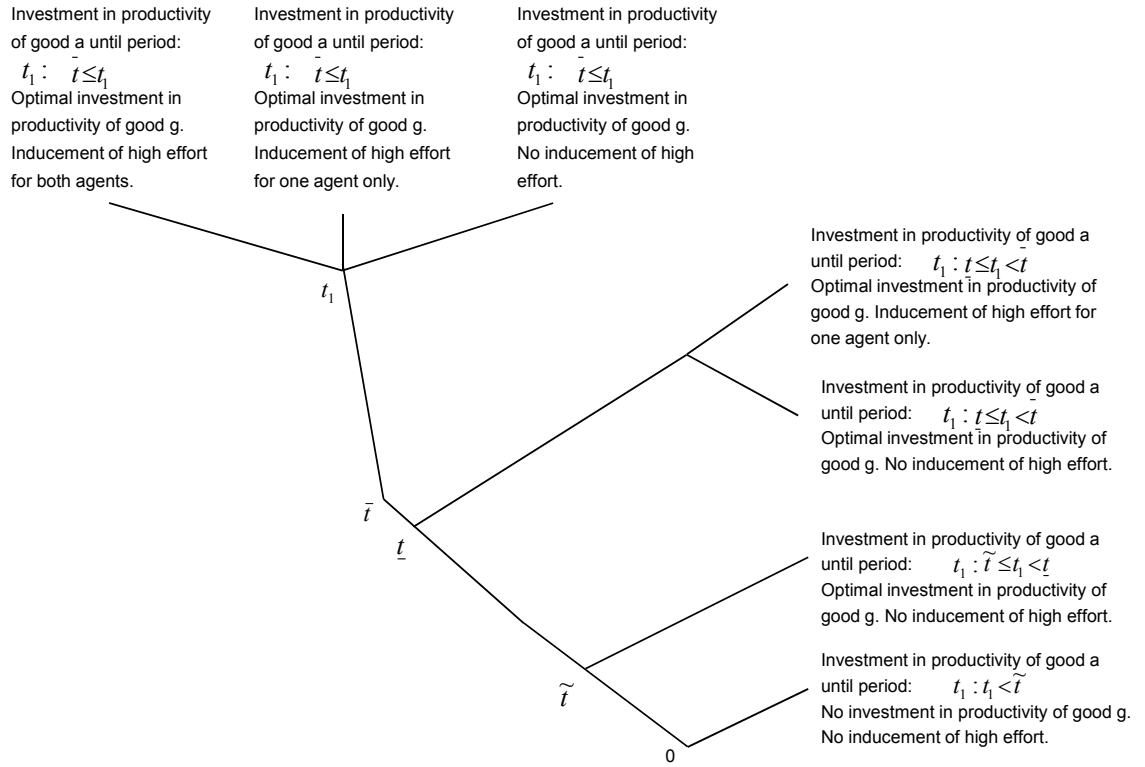 Investment in productivity
of good a until period:
t₁ : t̄ ≤ t₁
Optimal investment in
productivity of good g.
Inducement of high effort
for both agents.
Investment in productivity
of good a until period:
t₁ : t̄ ≤ t₁
Optimal investment in
productivity of good g.
Inducement of high effort
for one agent only.
Investment in productivity
of good a until period:
t₁ : t̄ ≤ t₁
Optimal investment in
productivity of good g.
No inducement of high
effort.
Investment in productivity of good a
until period: t₁ : t̲ ≤ t₁ < t̄
Optimal investment in productivity of
good g. Inducement of high effort for
one agent only.
t₁
Investment in productivity of good a
until period: t₁ : t̲ ≤ t₁ < t̄
Optimal investment in productivity of
good g. No inducement of high effort.
t̄
t̲
Investment in productivity of good a
until period: t₁ : t̃ ≤ t₁ < t̲
Optimal investment in productivity of
good g. No inducement of high effort.
t̃
Investment in productivity of good a
until period: t₁ : t₁ < t̃
No investment in productivity of good g.
No inducement of high effort.
0